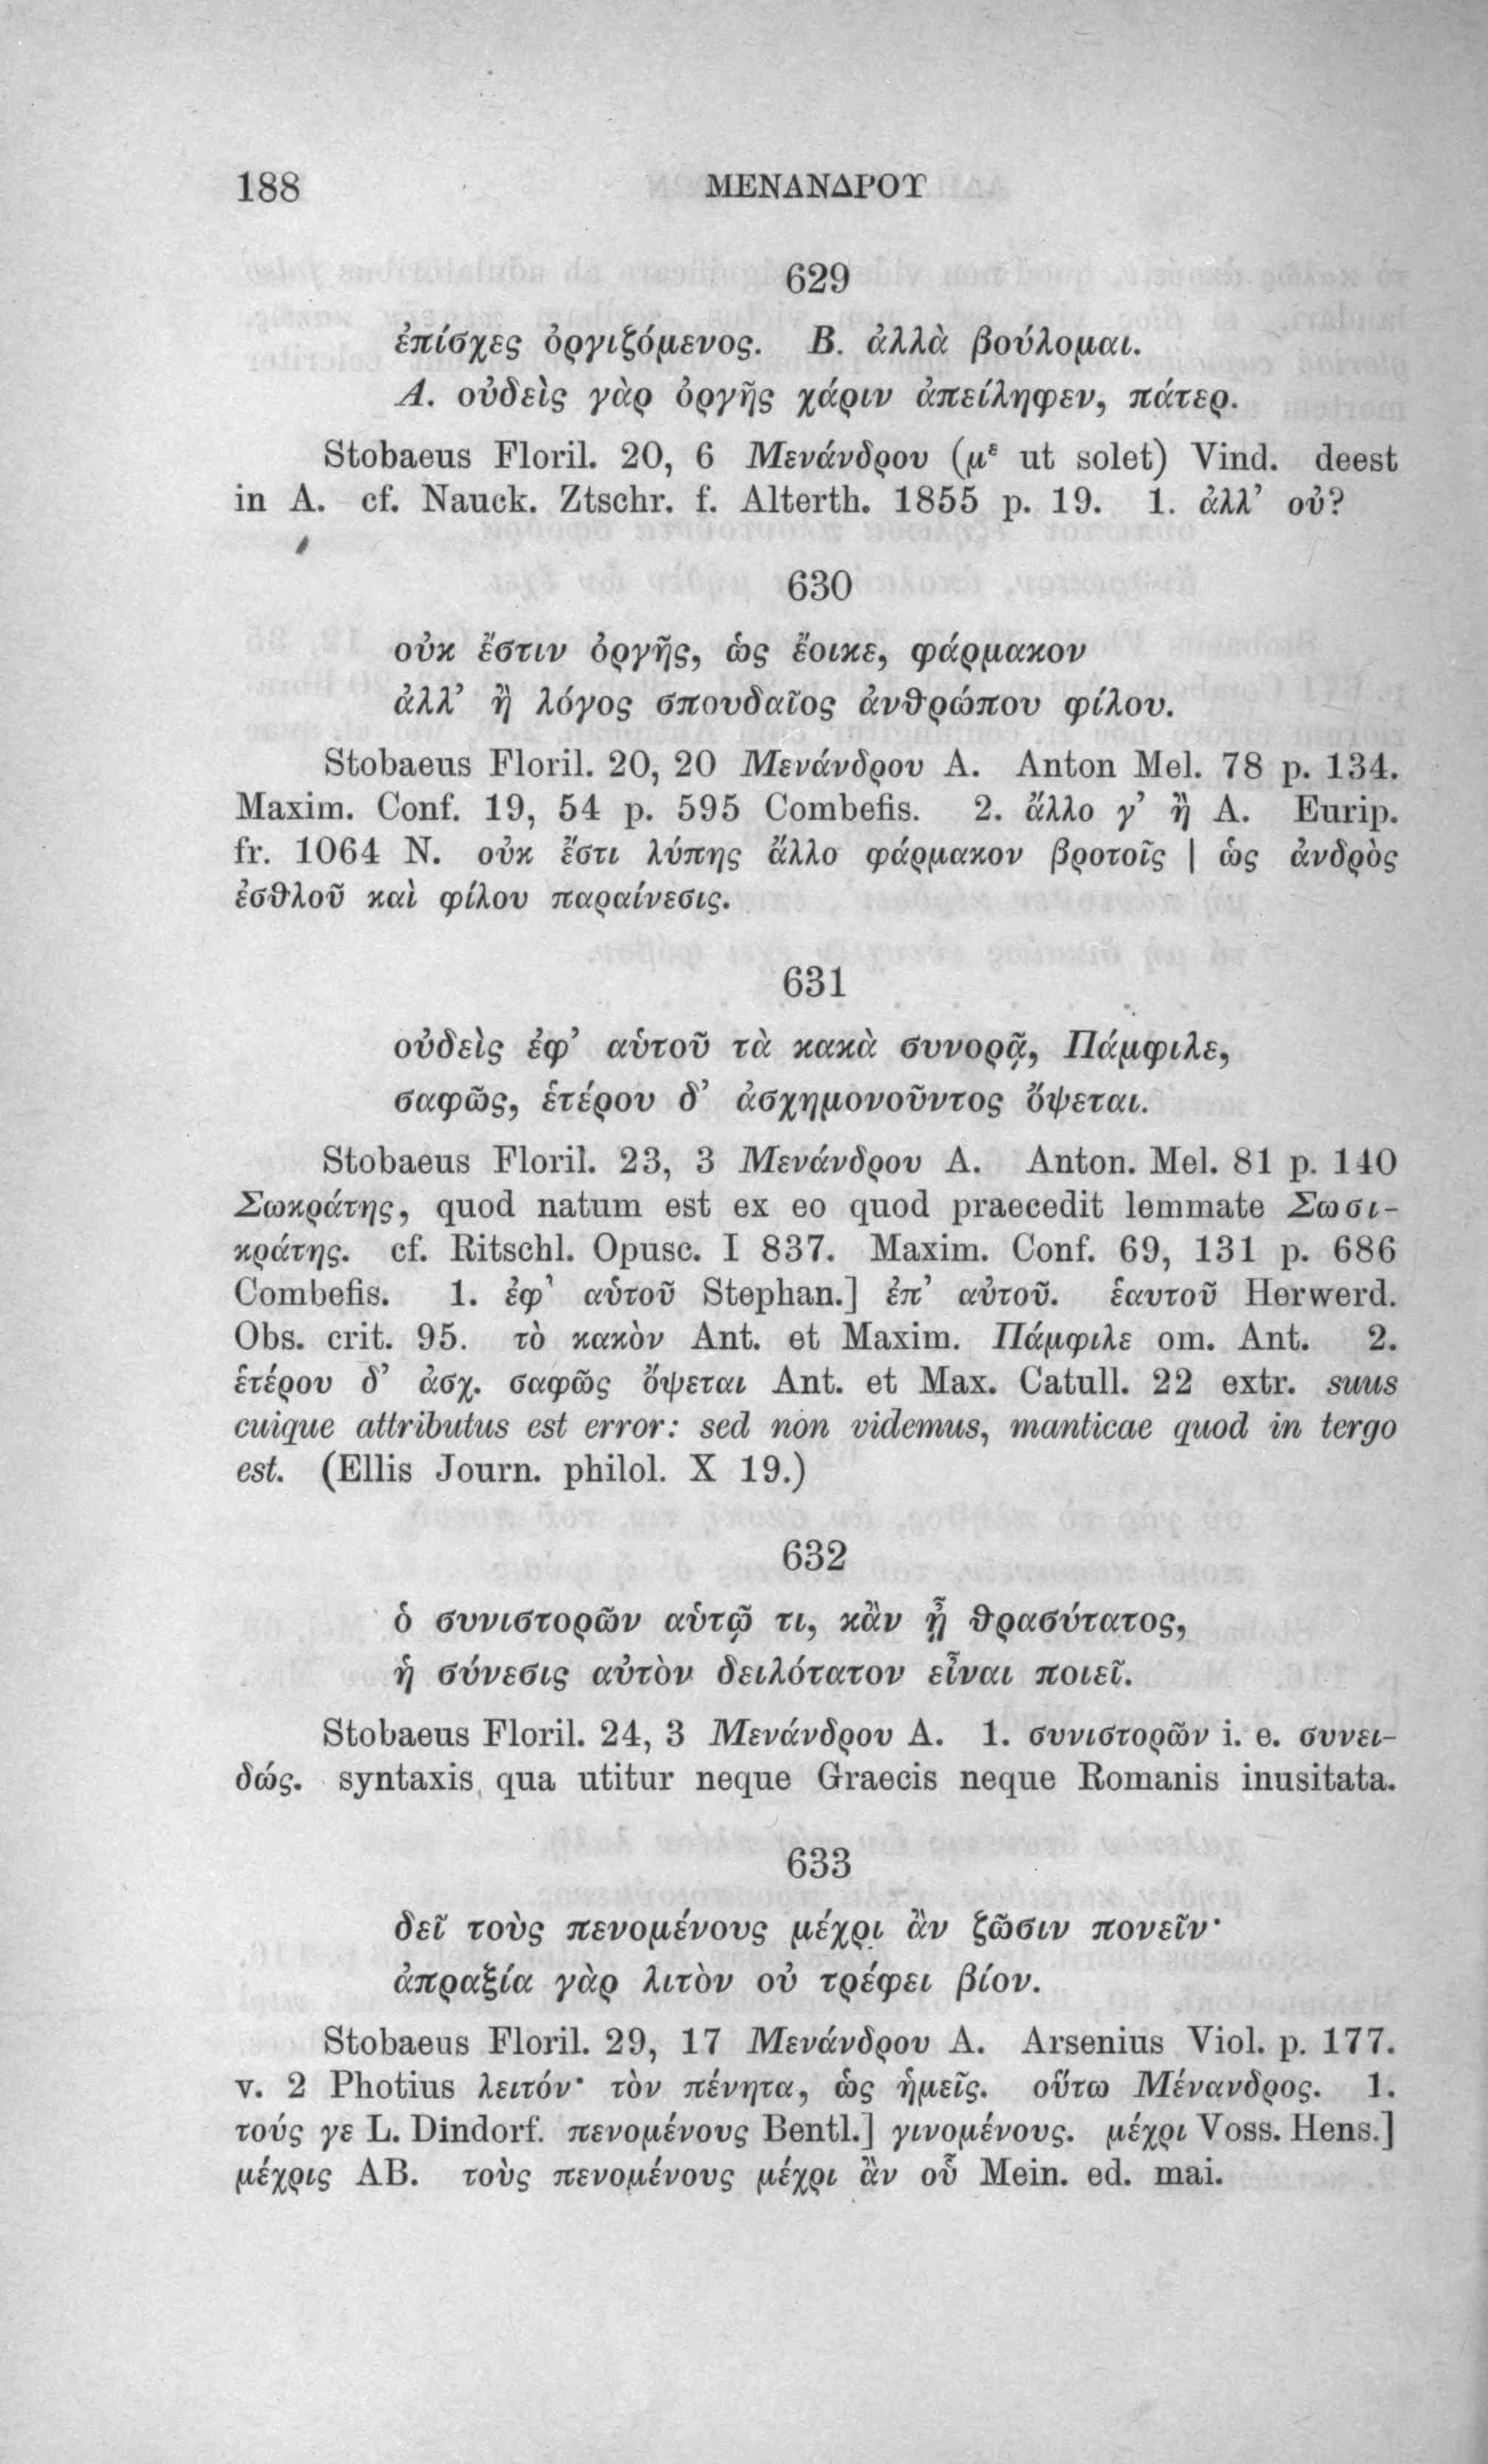 188
ΜΕΝΑΝΔΡΟΥ
629
ἐπίσχες ὀργιζόμενος. Β. ἀλλὰ βούλομαι.
Α. οὐδεὶς γὰρ ὀργῆς χάριν ἀπείληφεν, πάτερ.
Stobaeus Floril. 20, 6 Μενάνδρου (με ut solet) Vind. deest
in A. cf. Nauck. Ztschr. f. Alterth. 1855 p. 19. 1. ἀλλ’ οὐ?
630
οὐκ ἔστιν ὀργῆς, ὡς ἔοικε, φάρμακον
ἀλλ’ ἢ λόγος σπουδαῖος ἀνθρώπου φίλου.
Stobaeus Floril. 20, 20 Μενάνδρου A. Anton Mel. 78 p. 134.
Maxim. Conf. 19, 54 p. 595 Combefis. 2. ἄλλο γ’ ἢ A. Eurip.
fr. 1064 N. οὐκ ἔστι λύπης ἄλλο φάρμακον βροτοῖς | ὡς ἀνδρὸς
ἐσθλοῦ καὶ φίλου παραίνεσις.
631
οὐδεὶς ἐφ’ αὑτοῦ τὰ κακὰ συνορᾷ, Πάμφιλε,
σαφῶς, ἑτέρου δ’ ἀσχημονοῦντος ὄψεται.
Stobaeus Floril. 23, 3 Μενάνδρου A. Anton. Mel. 81 p. 140
Σωκράτης, quod natum est ex eo quod praecedit lemmate Σωσι-
κράτης. cf. Ritschl. Opusc. I 837. Maxim. Conf. 69, 131 p. 686
Combefis. 1. ἐφ’ αὑτοῦ Stephan.] ἐπ’ αὐτοῦ. ἑαυτοῦ Herwerd.
Obs. crit. 95. τὸ κακὸν Ant. et Maxim. Πάμφιλε om. Ant. 2.
ἑτέρου δ’ ἀσχ. σαφῶς ὄψεται Ant. et Max. Catull. 22 extr. suus
cuique attributus est error: sed non videmus, manticae quod in tergo
est. (Ellis Journ. philol. X 19.)
632
ὁ συνιστορῶν αὑτῷ τι, κἂν ᾖ θρασύτατος,
ἡ σύνεσις αὐτὸν δειλότατον εἶναι ποιεῖ.
Stobaeus Floril. 24, 3 Μενάνδρου A. 1. συνιστορῶν i. e. συνει-
δώς. syntaxis qua utitur neque Graecis neque Romanis inusitata.
633
δεῖ τοὺς πενομένους μέχρι ἂν ζῶσιν πονεῖν·
ἀπραξία γὰρ λιτὸν οὐ τρέφει βίον.
Stobaeus Floril. 29, 17 Μενάνδρου A. Arsenius Viol. p. 177.
v. 2 Photius λειτόν· τὸν πένητα, ὡς ἡμεῖς. οὕτω Μένανδρος. 1.
τούς γε L. Dindorf. πενομένους Bentl.] γινομένους. μέχρι Voss. Hens.]
μέχρις AB. τοὺς πενομένους μέχρι ἂν οὗ Mein. ed. mai.